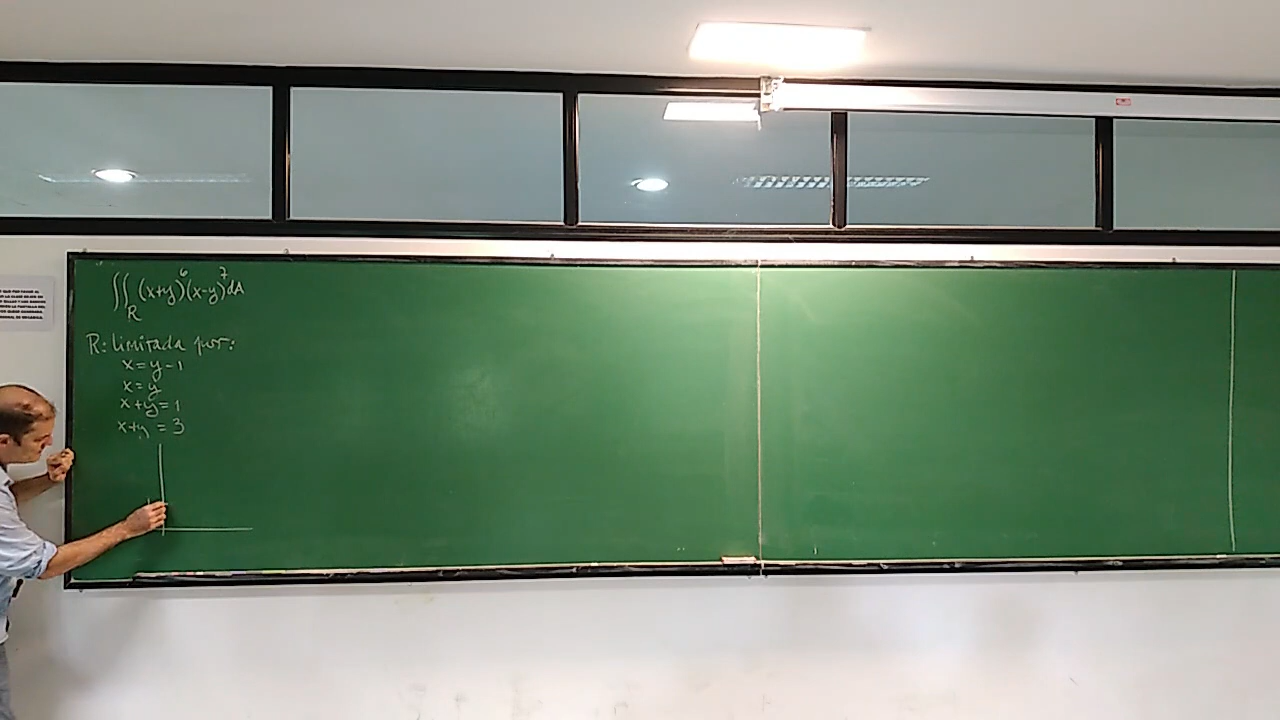 ∬_R (x+y)^6 (x-y)^7 dA
R: limitada por:
x = y - 1
x = y
x + y = 1
x + y = 3